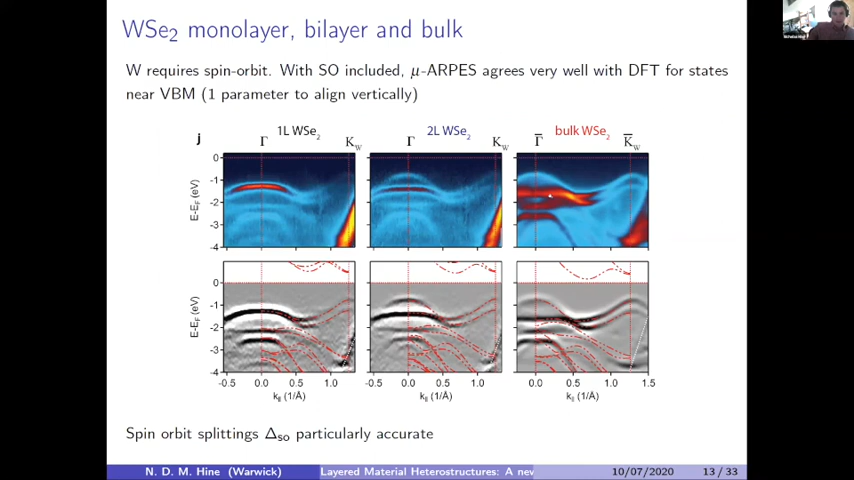 WSe₂ monolayer, bilayer and bulk
W requires spin-orbit. With SO included, μ-ARPES agrees very well with DFT for states
near VBM (1 parameter to align vertically)
j 1L WSe₂ 2L WSe₂ bulk WSe₂
Γ K_W Γ K_W Γ̅ K̅_W
E-E_F (eV)
0
-1
-2
-3
-4
E-E_F (eV)
0
-1
-2
-3
-4
-0.5 0.0 0.5 1.0 -0.5 0.0 0.5 1.0 0.0 0.5 1.0 1.5
k_∥ (1/Å) k_∥ (1/Å) k_∥ (1/Å)
Spin orbit splittings Δ_so particularly accurate
N. D. M. Hine (Warwick) Layered Material Heterostructures: A new 10/07/2020 13 / 33